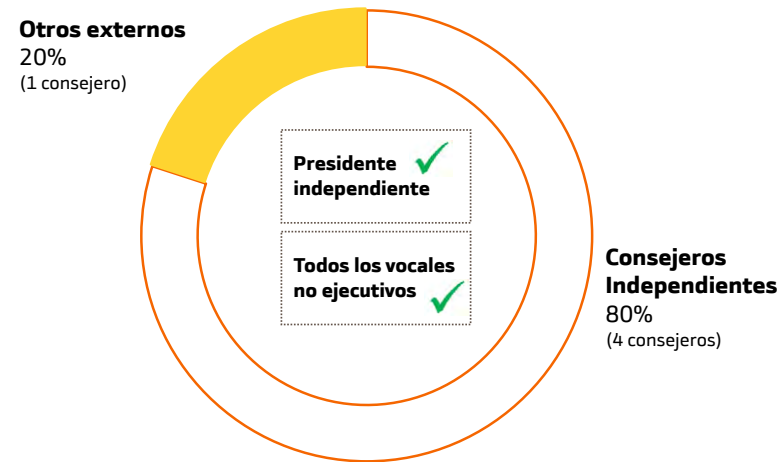 Otros externos
20%
(1 consejero)
Presidente
independiente
Todos los vocales
no ejecutivos
Consejeros
Independientes
80%
(4 consejeros)